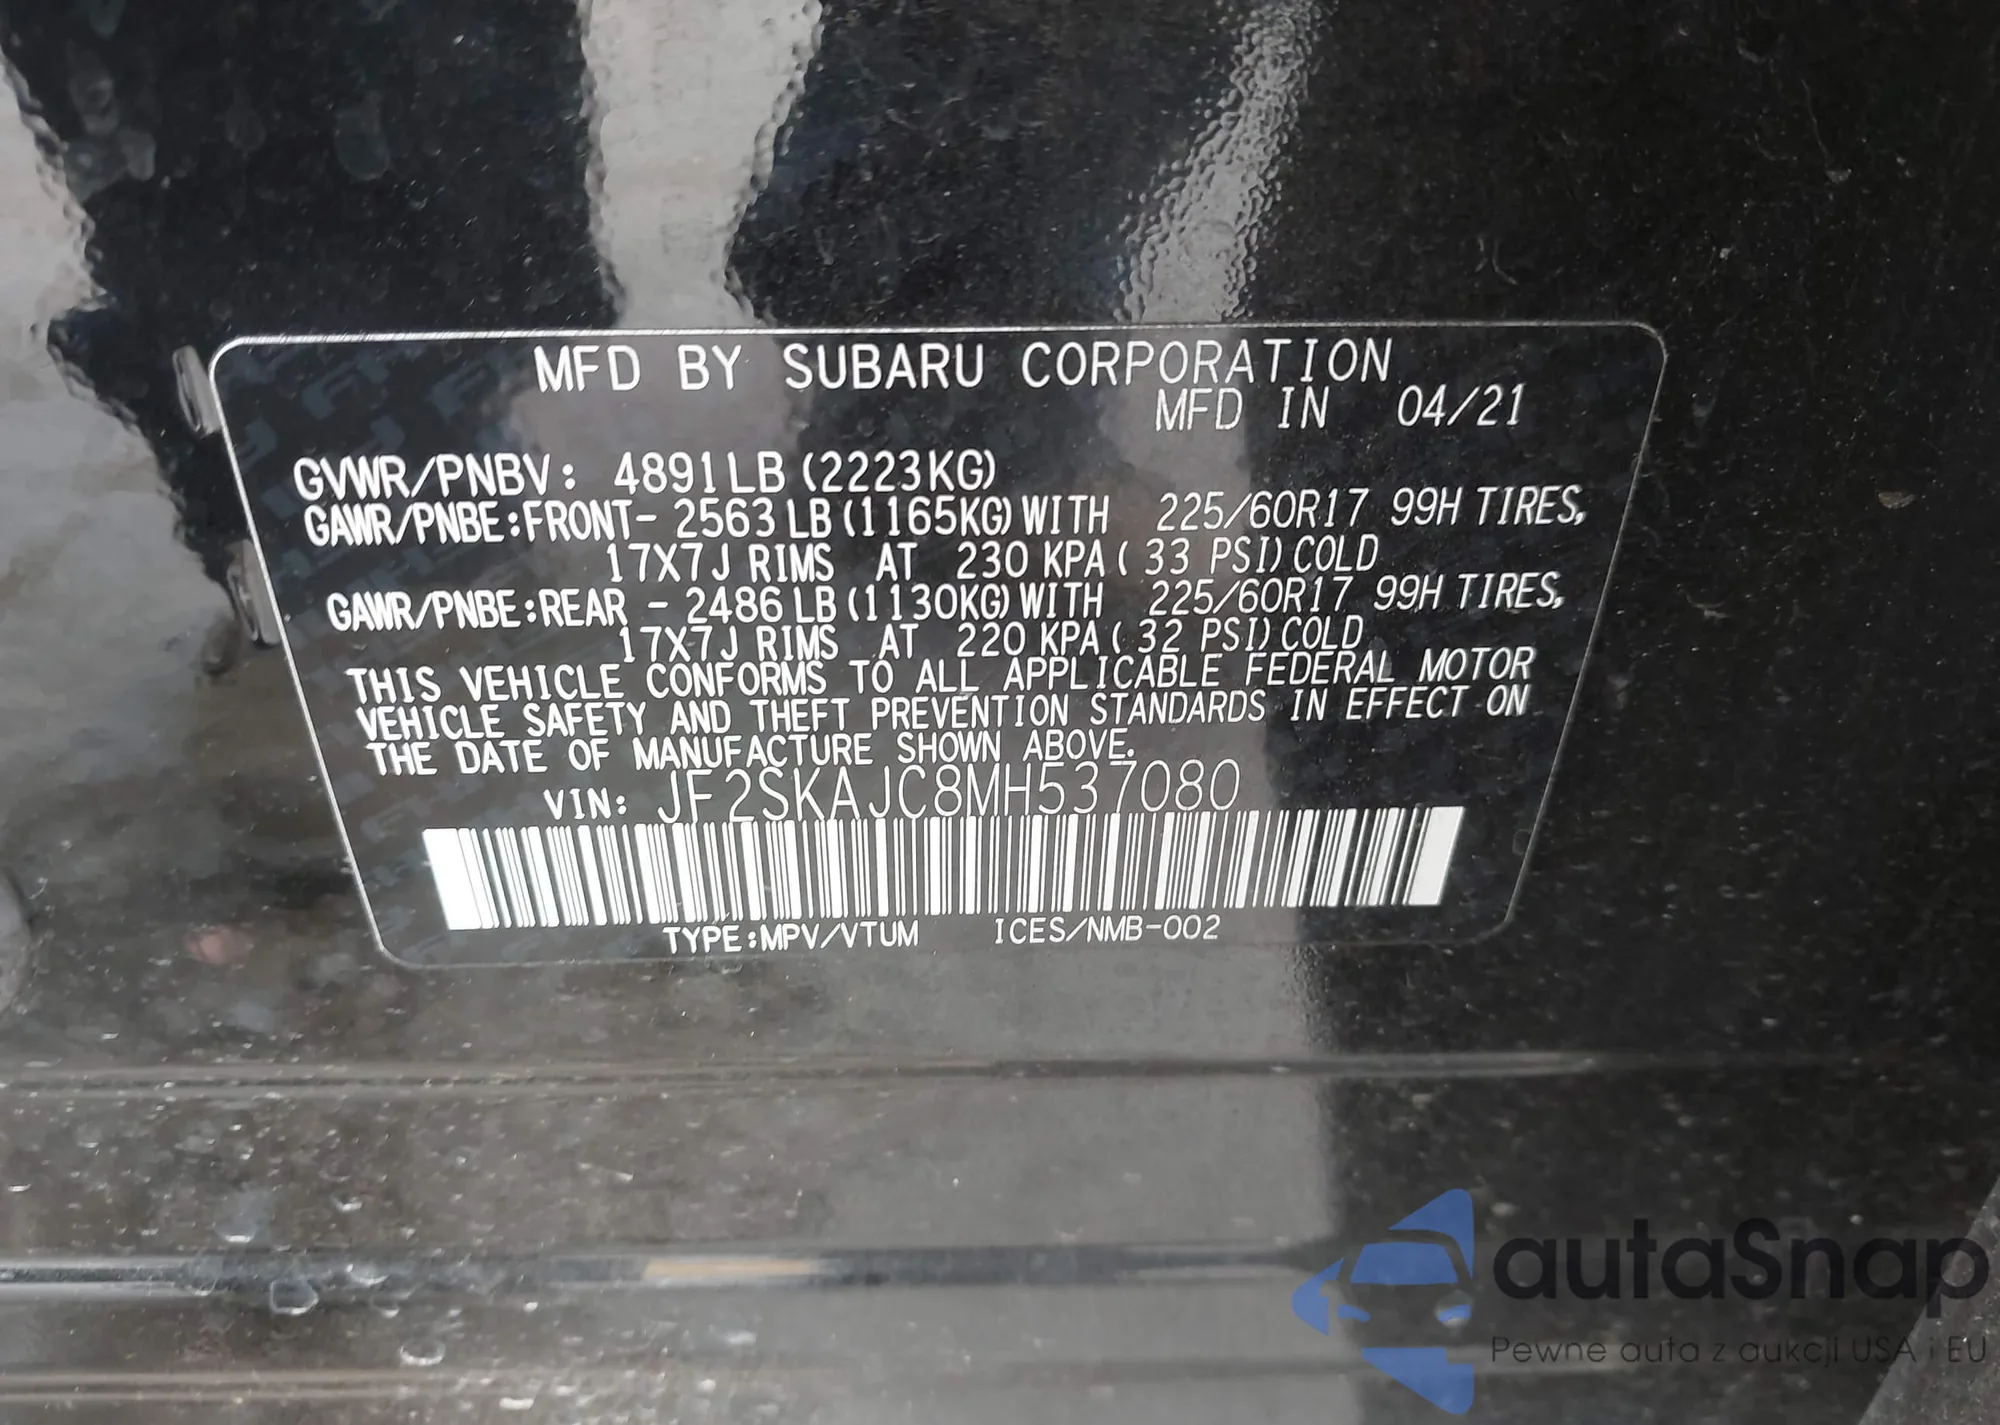 MFD BY SUBARU CORPORATION
MFD IN 04/21
GVWR/PNBV: 4891LB (2223KG)
GAWR/PNBE:FRONT- 2563LB(1165KG)WITH 225/60R17 99H TIRES,
17X7J RIMS AT 230 KPA( 33 PSI)COLD
GAWR/PNBE:REAR - 2486LB(1130KG)WITH 225/60R17 99H TIRES,
17X7J RIMS AT 220 KPA( 32 PSI)COLD
THIS VEHICLE CONFORMS TO ALL APPLICABLE FEDERAL MOTOR
VEHICLE SAFETY AND THEFT PREVENTION STANDARDS IN EFFECT ON
THE DATE OF MANUFACTURE SHOWN ABOVE.
VIN: JF2SKAJC8MH537080
TYPE:MPV/VTUM ICES/NMB-002
autaSnap
Pewne auta z aukcji USA i EU